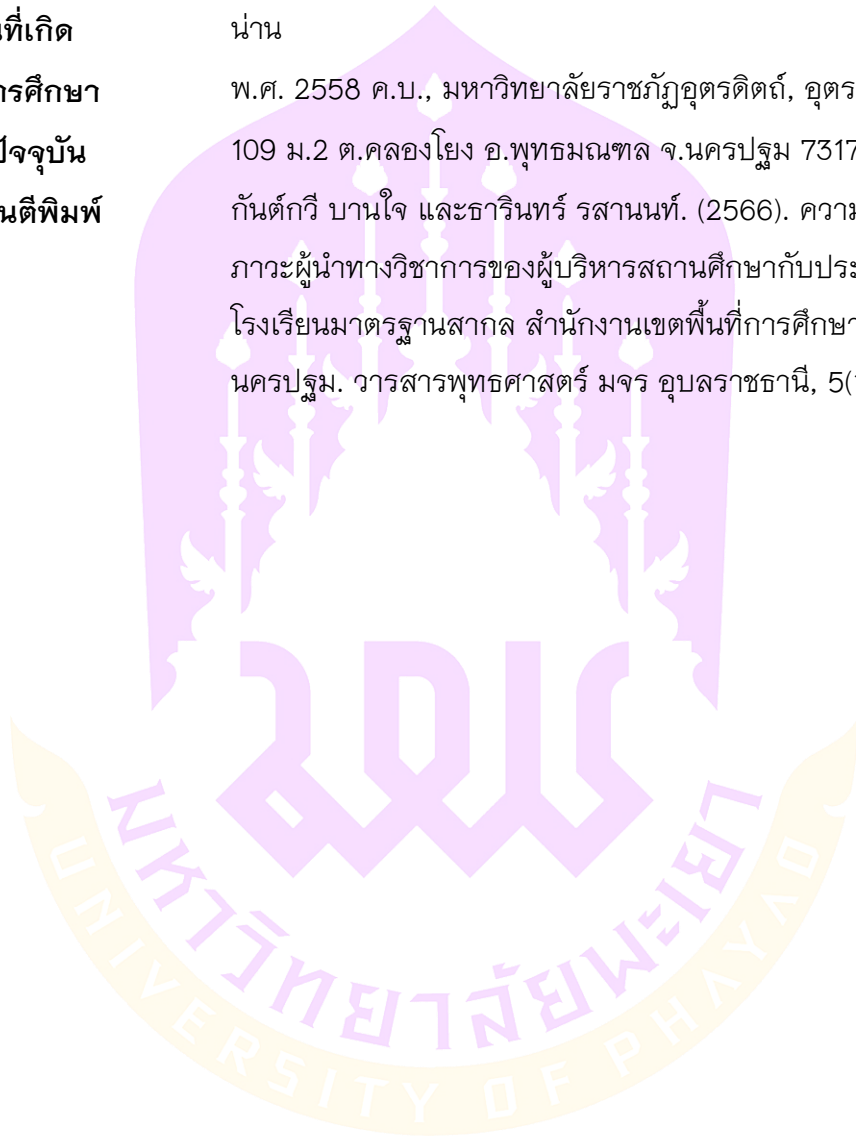 นที่เกิด น่าน
ารศึกษา พ.ศ. 2558 ค.บ., มหาวิทยาลัยราชภัฏอุตรดิตถ์, อุตร
ปัจจุบัน 109 ม.2 ต.คลองโยง อ.พุทธมณฑล จ.นครปฐม 7317
นตีพิมพ์ กันต์กวี บานใจ และธารินทร์ รสานนท์. (2566). ความ
ภาวะผู้นำทางวิชาการของผู้บริหารสถานศึกษากับประ
โรงเรียนมาตรฐานสากล สำนักงานเขตพื้นที่การศึกษา
นครปฐม. วารสารพุทธศาสตร์ มจร อุบลราชธานี, 5(
มหาวิทยาลัยพะเยา
UNIVERSITY OF PHAYAO